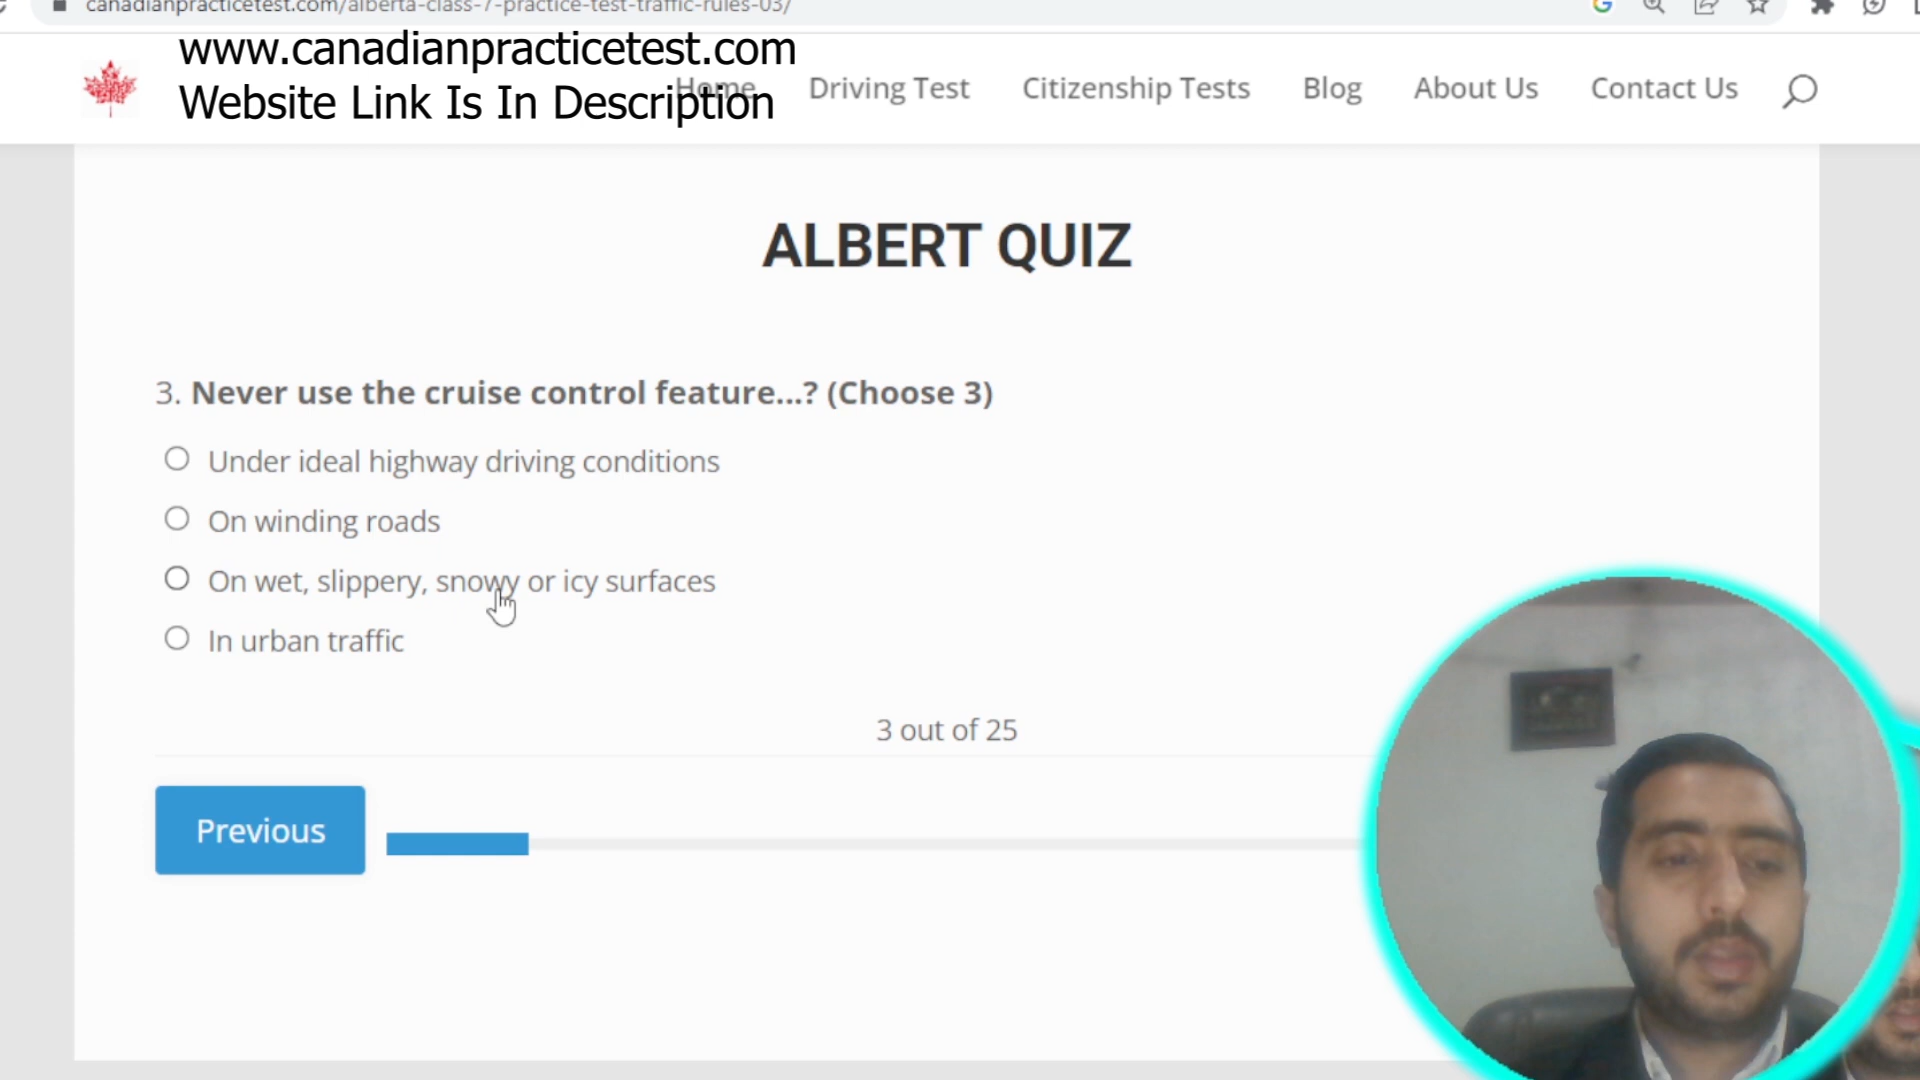 canadianpracticetest.com/alberta-class-7-practice-test-traffic-rules-03/
www.canadianpracticetest.com
Website Link Is In Description
Home
Driving Test
Citizenship Tests
Blog
About Us
Contact Us
ALBERT QUIZ
3. Never use the cruise control feature...? (Choose 3)
Under ideal highway driving conditions
On winding roads
On wet, slippery, snowy or icy surfaces
In urban traffic
3 out of 25
Previous